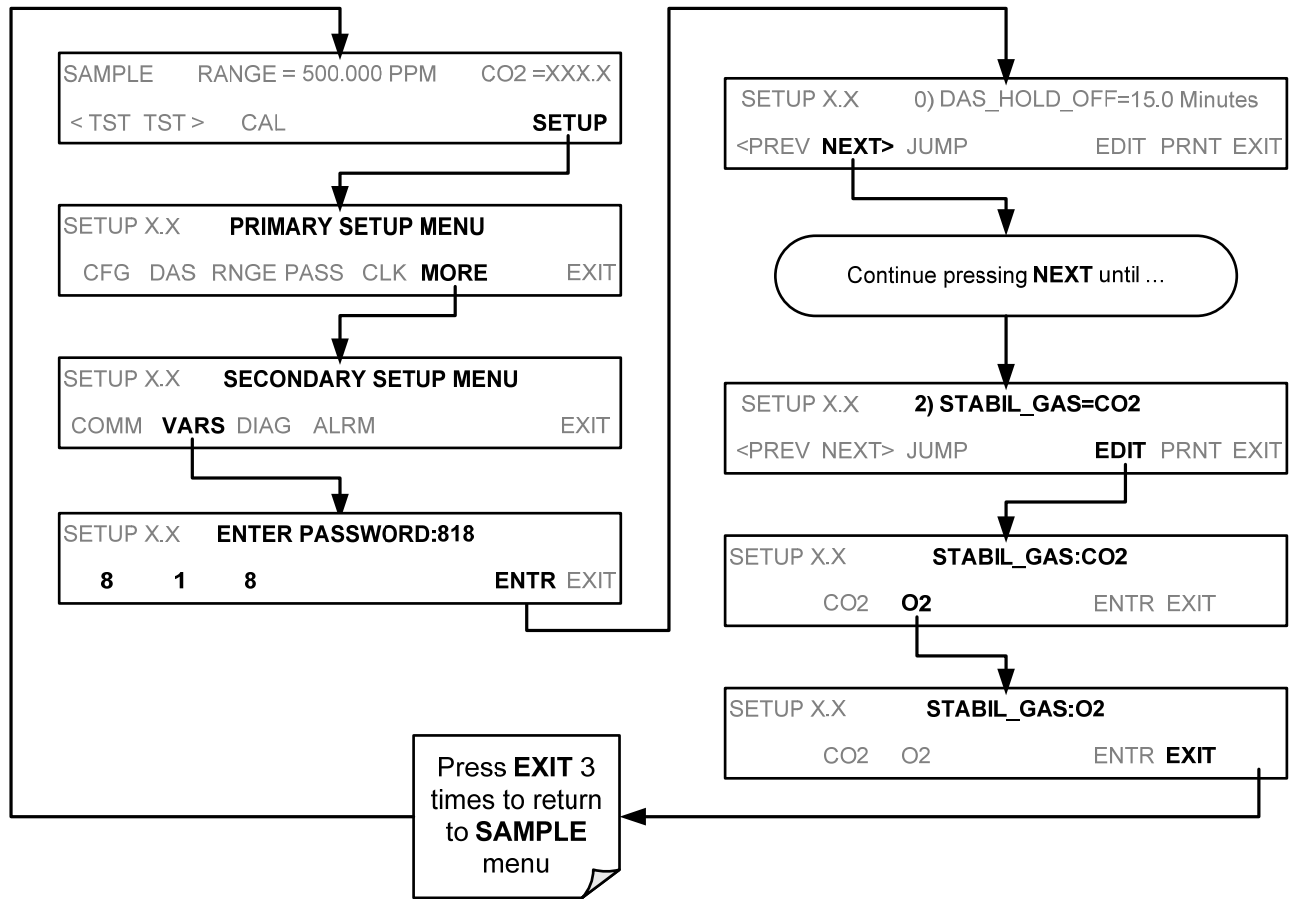 SAMPLE RANGE = 500.000 PPM CO2 =XXX.X
< TST TST > CAL SETUP
SETUP X.X PRIMARY SETUP MENU
CFG DAS RNGE PASS CLK MORE EXIT
SETUP X.X SECONDARY SETUP MENU
COMM VARS DIAG ALRM EXIT
SETUP X.X ENTER PASSWORD:818
8 1 8 ENTR EXIT
SETUP X.X 0) DAS_HOLD_OFF=15.0 Minutes
<PREV NEXT> JUMP EDIT PRNT EXIT
Continue pressing NEXT until ...
SETUP X.X 2) STABIL_GAS=CO2
<PREV NEXT> JUMP EDIT PRNT EXIT
SETUP X.X STABIL_GAS:CO2
CO2 O2 ENTR EXIT
SETUP X.X STABIL_GAS:O2
CO2 O2 ENTR EXIT
Press EXIT 3
times to return
to SAMPLE
menu